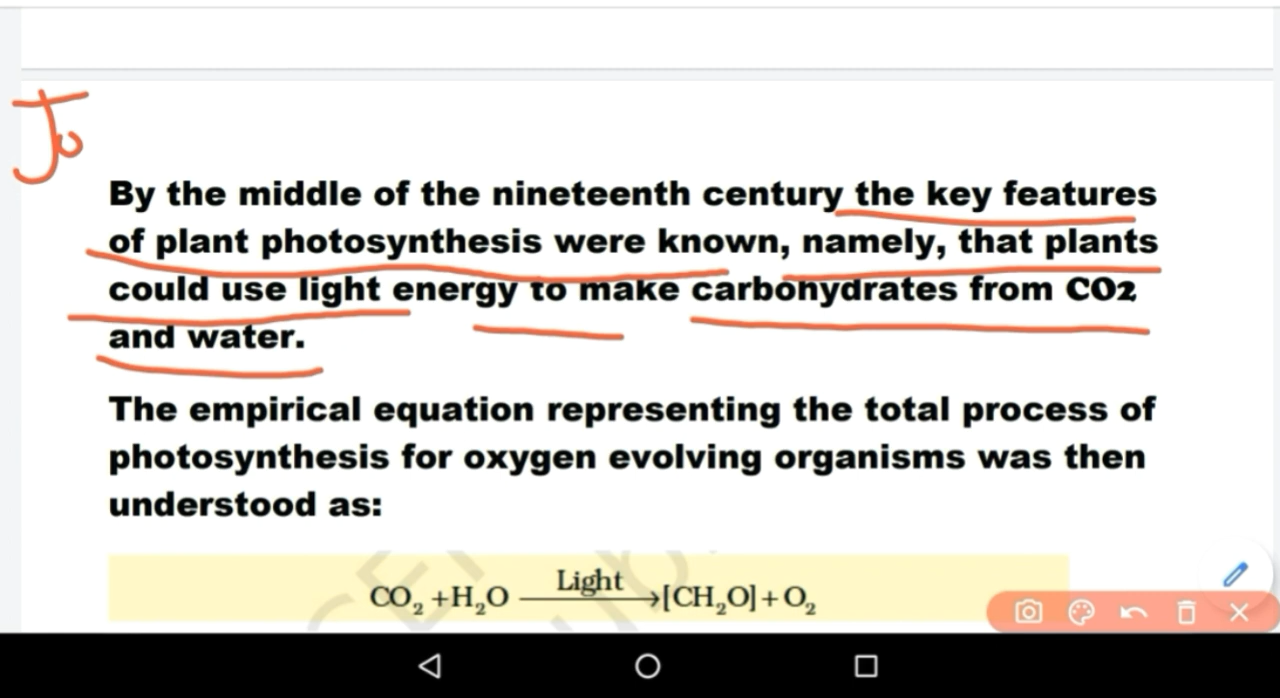 Jo
By the middle of the nineteenth century the key features
of plant photosynthesis were known, namely, that plants
could use light energy to make carbohydrates from CO2
and water.
The empirical equation representing the total process of
photosynthesis for oxygen evolving organisms was then
understood as:
CO₂ +H₂O —Light→[CH₂O]+O₂